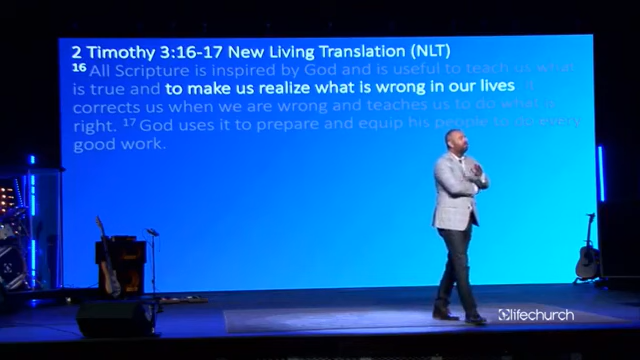 2 Timothy 3:16-17 New Living Translation (NLT)
16 All Scripture is inspired by God and is useful to teach us what
is true and to make us realize what is wrong in our lives. It
corrects us when we are wrong and teaches us to do what is
right. 17 God uses it to prepare and equip his people to do every
good work.
lifechurch